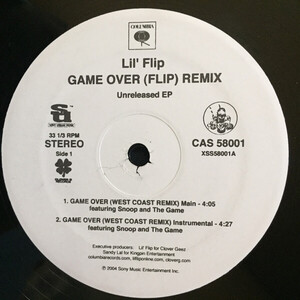 COLUMBIA
Lil' Flip
GAME OVER (FLIP) REMIX
Unreleased EP
33 1/3 RPM
STEREO
Side 1
CAS 58001
XSS58001A
1. GAME OVER (WEST COAST REMIX) Main - 4:05
featuring Snoop and The Game
2. GAME OVER (WEST COAST REMIX) Instrumental - 4:27
featuring Snoop and The Game
Executive producers: Lil' Flip for Clover Geez
Sandy Lal for Kingpin Entertainment.
columbiarecords.com, lilfliponline.com, cloverg.com
℗ 2004 Sony Music Entertainment Inc.